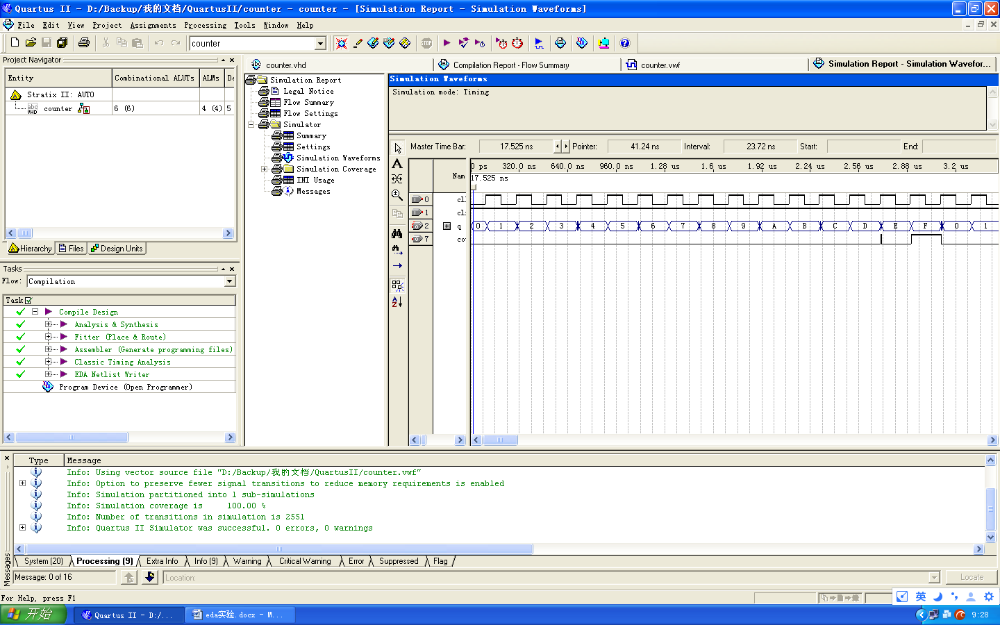 Quartus II - D:/Backup/我的文档/QuartusII/counter - counter - [Simulation Report - Simulation Waveforms]
File Edit View Project Assignments Processing Tools Window Help
counter
Project Navigator
Entity Combinational ALUTs ALMs De
Stratix II: AUTO
counter 6 (6) 4 (4) 5
Hierarchy Files Design Units
Tasks
Flow: Compilation
Task
Compile Design
Analysis & Synthesis
Fitter (Place & Route)
Assembler (Generate programming files)
Classic Timing Analysis
EDA Netlist Writer
Program Device (Open Programmer)
counter.vhd Compilation Report - Flow Summary counter.vwf Simulation Report - Simulation Wavefor...
Simulation Report
Legal Notice
Flow Summary
Flow Settings
Simulator
Summary
Settings
Simulation Waveforms
Simulation Coverage
INI Usage
Messages
Simulation Waveforms
Simulation mode: Timing
Master Time Bar: 17.525 ns Pointer: 41.24 ns Interval: 23.72 ns Start: End:
Nam
0 ps 320.0 ns 640.0 ns 960.0 ns 1.28 us 1.6 us 1.92 us 2.24 us 2.56 us 2.88 us 3.2 us
17.525 ns
0 cl
1 cl
2 q 0 1 2 3 4 5 6 7 8 9 A B C D E F 0 1
7 co
Type Message
Info: Using vector source file "D:/Backup/我的文档/QuartusII/counter.vwf"
Info: Option to preserve fewer signal transitions to reduce memory requirements is enabled
Info: Simulation partitioned into 1 sub-simulations
Info: Simulation coverage is 100.00 %
Info: Number of transitions in simulation is 2551
Info: Quartus II Simulator was successful. 0 errors, 0 warnings
System (20) Processing (9) Extra Info Info (9) Warning Critical Warning Error Suppressed Flag
Messages
Message: 0 of 16 Location: Locate
For Help, press F1
英
开始 Quartus II - D:/... eda实验.docx - M... 9:28